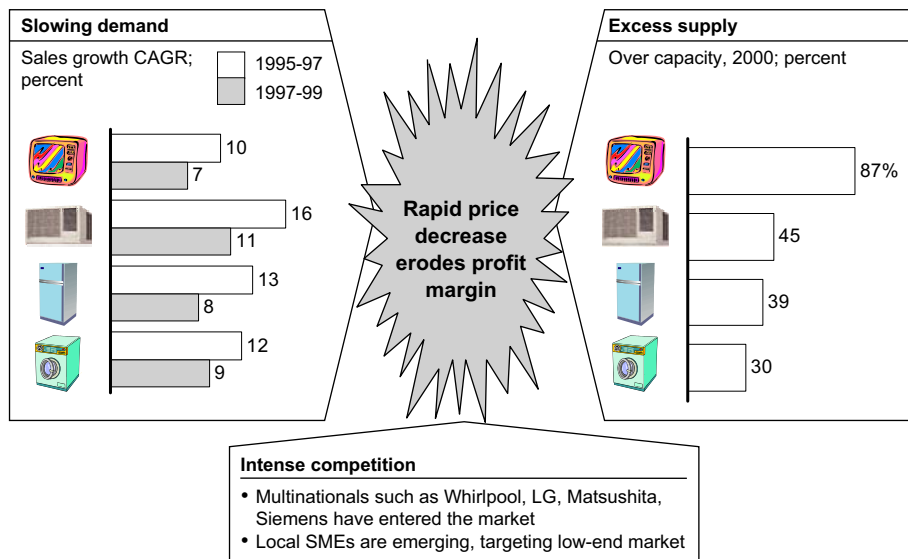 Slowing demand
Sales growth CAGR;
percent
1995-97
1997-99
10
7
16
11
13
8
12
9
Rapid price
decrease
erodes profit
margin
Excess supply
Over capacity, 2000; percent
87%
45
39
30
Intense competition
• Multinationals such as Whirlpool, LG, Matsushita,
Siemens have entered the market
• Local SMEs are emerging, targeting low-end market